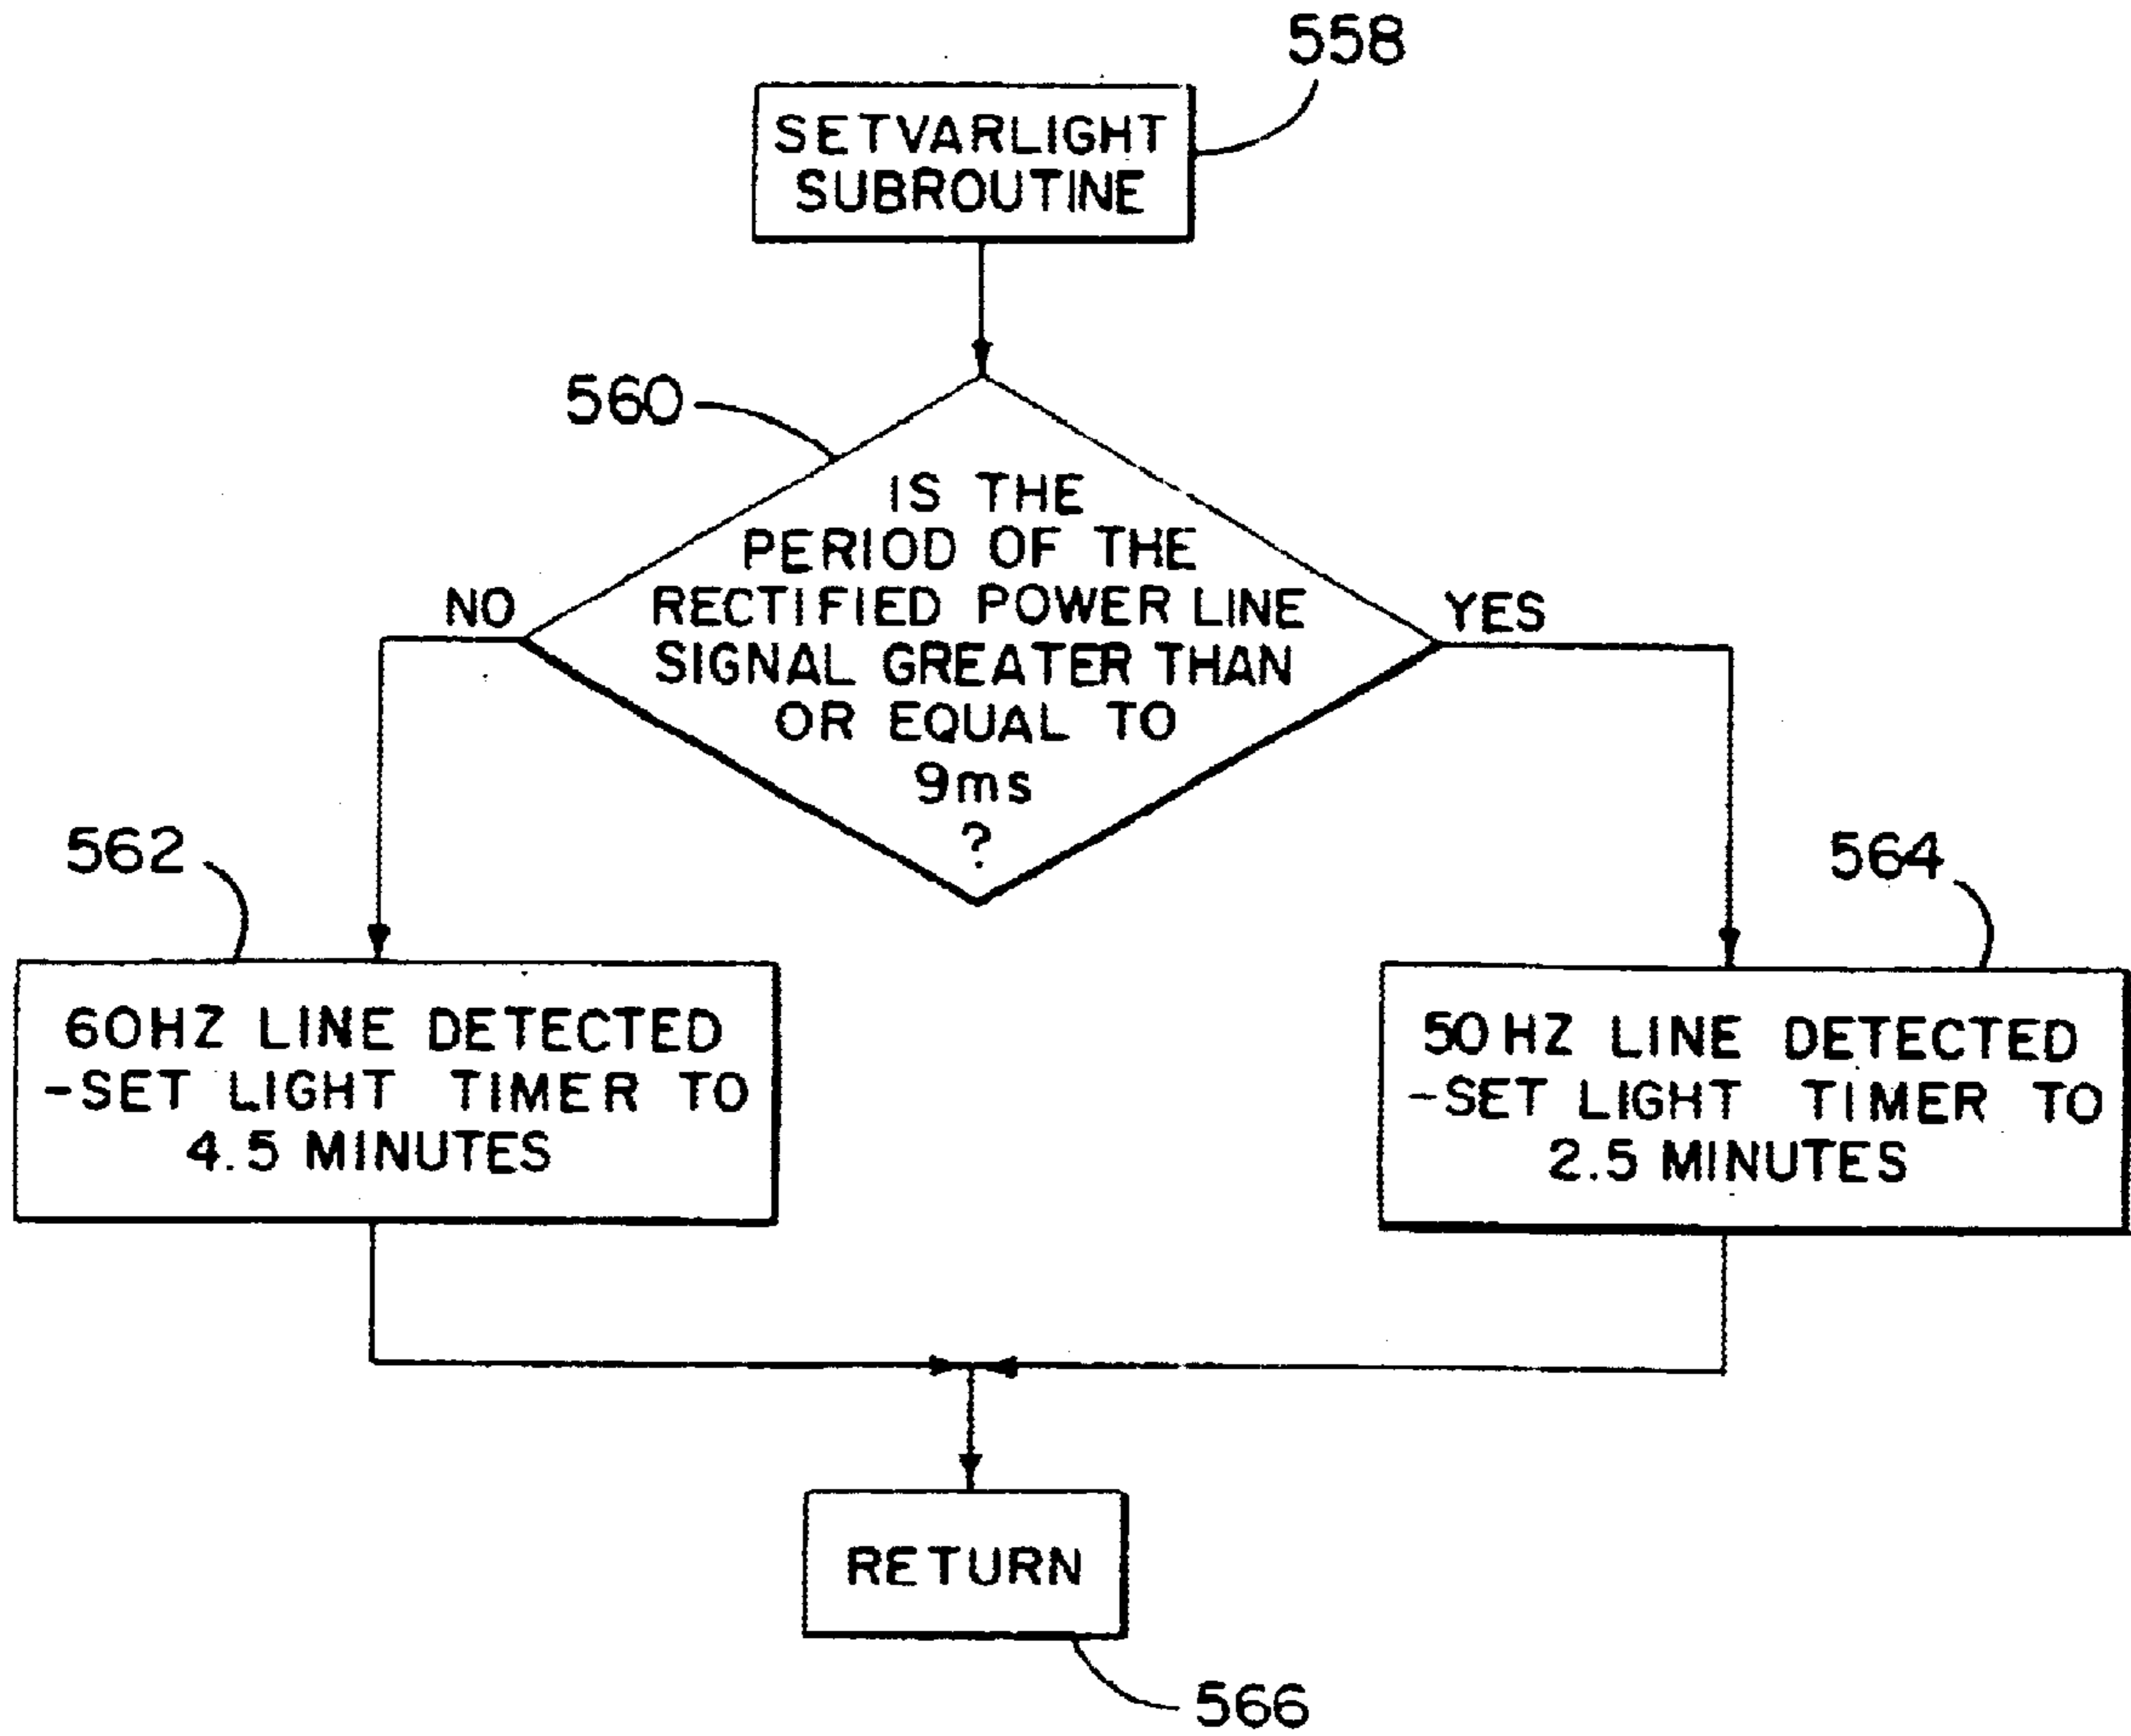 558
SETVARLIGHT
SUBROUTINE
560
IS THE
PERIOD OF THE
RECTIFIED POWER LINE
SIGNAL GREATER THAN
OR EQUAL TO
9ms
?
NO
YES
562
60HZ LINE DETECTED
-SET LIGHT TIMER TO
4.5 MINUTES
564
50HZ LINE DETECTED
-SET LIGHT TIMER TO
2.5 MINUTES
RETURN
566